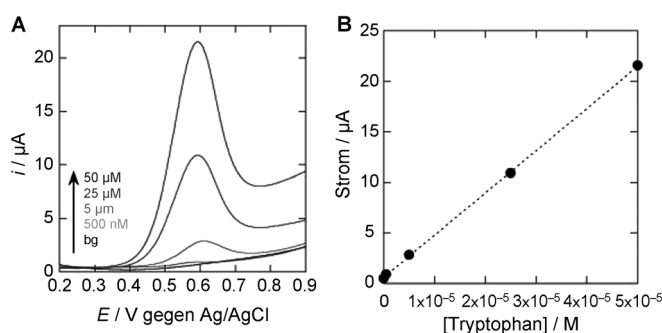 A
20
15
10
5
0
i / µA
50 µM
25 µM
5 µm
500 nM
bg
0.2 0.3 0.4 0.5 0.6 0.7 0.8 0.9
E / V gegen Ag/AgCl
B
25
20
15
10
5
0
Strom / µA
0 1x10⁻⁵ 2x10⁻⁵ 3x10⁻⁵ 4x10⁻⁵ 5x10⁻⁵
[Tryptophan] / M